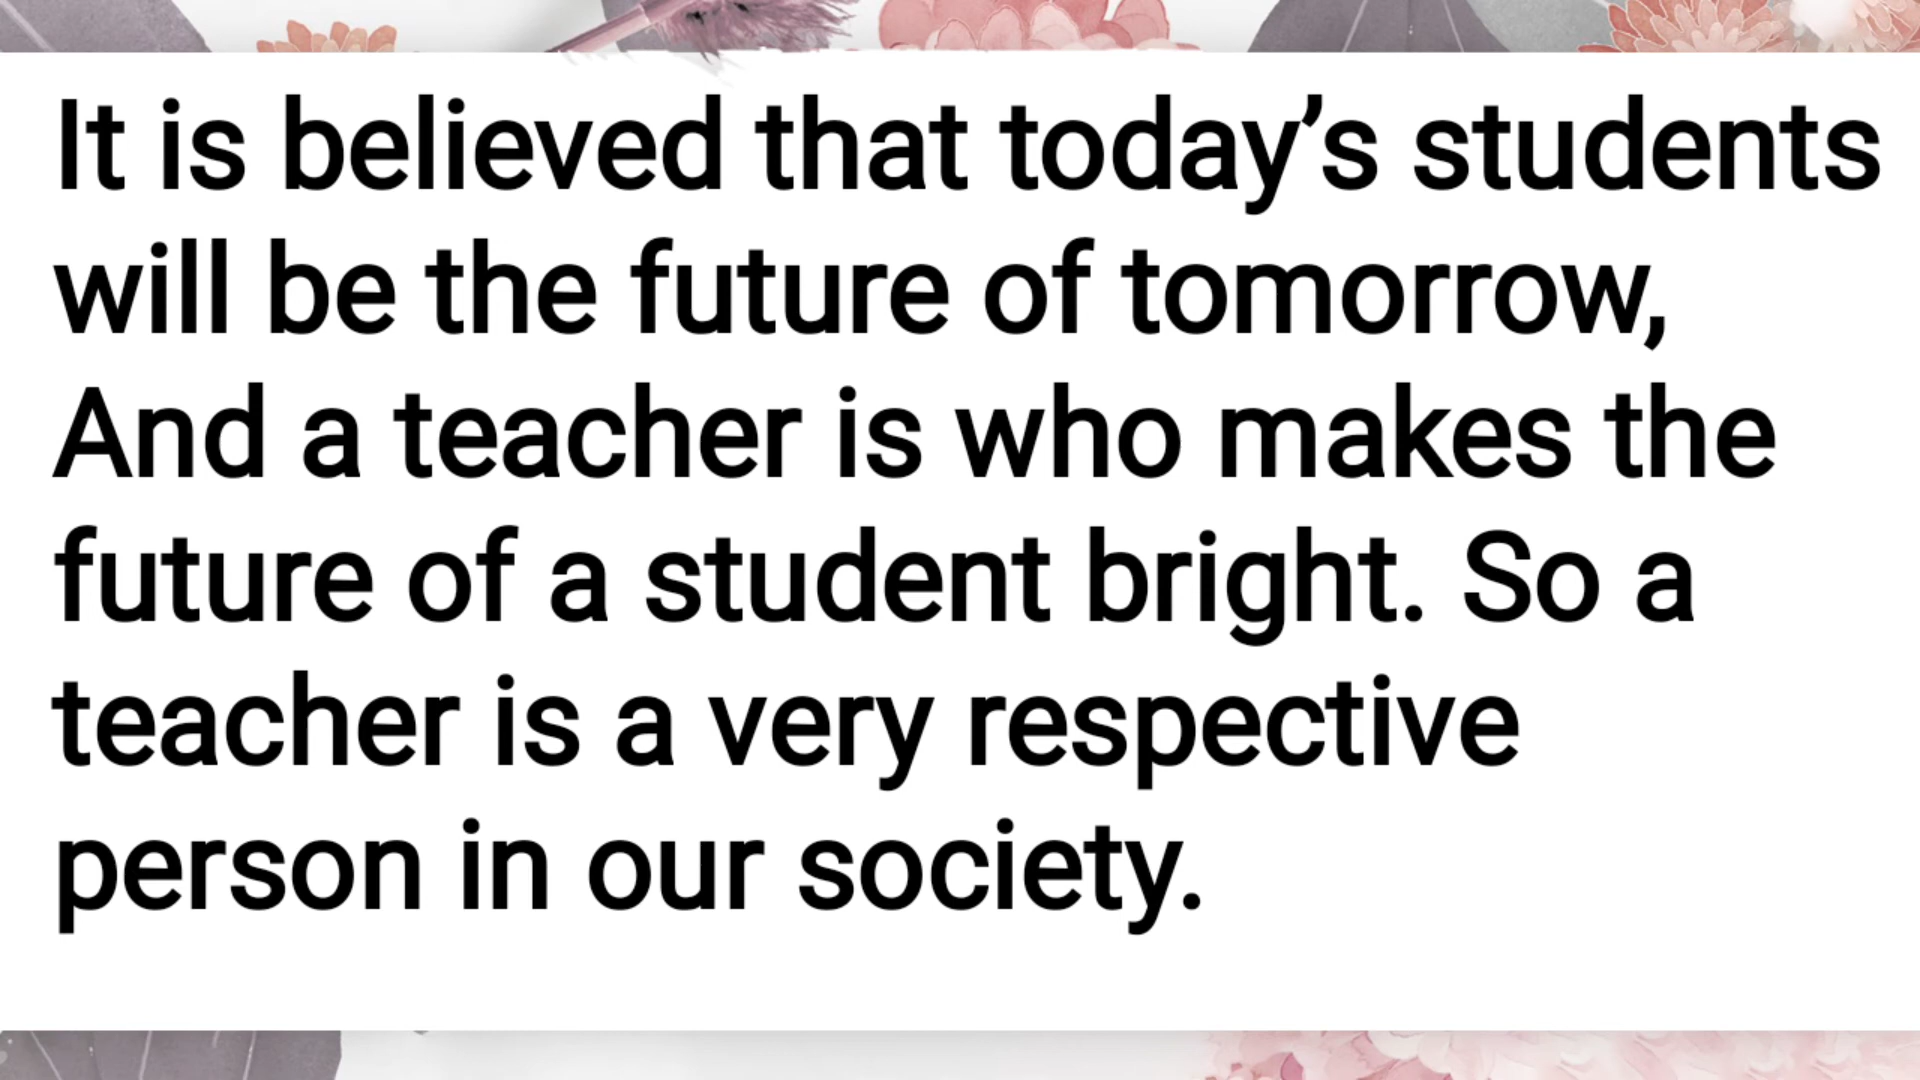 It is believed that today’s students
will be the future of tomorrow,
And a teacher is who makes the
future of a student bright. So a
teacher is a very respective
person in our society.